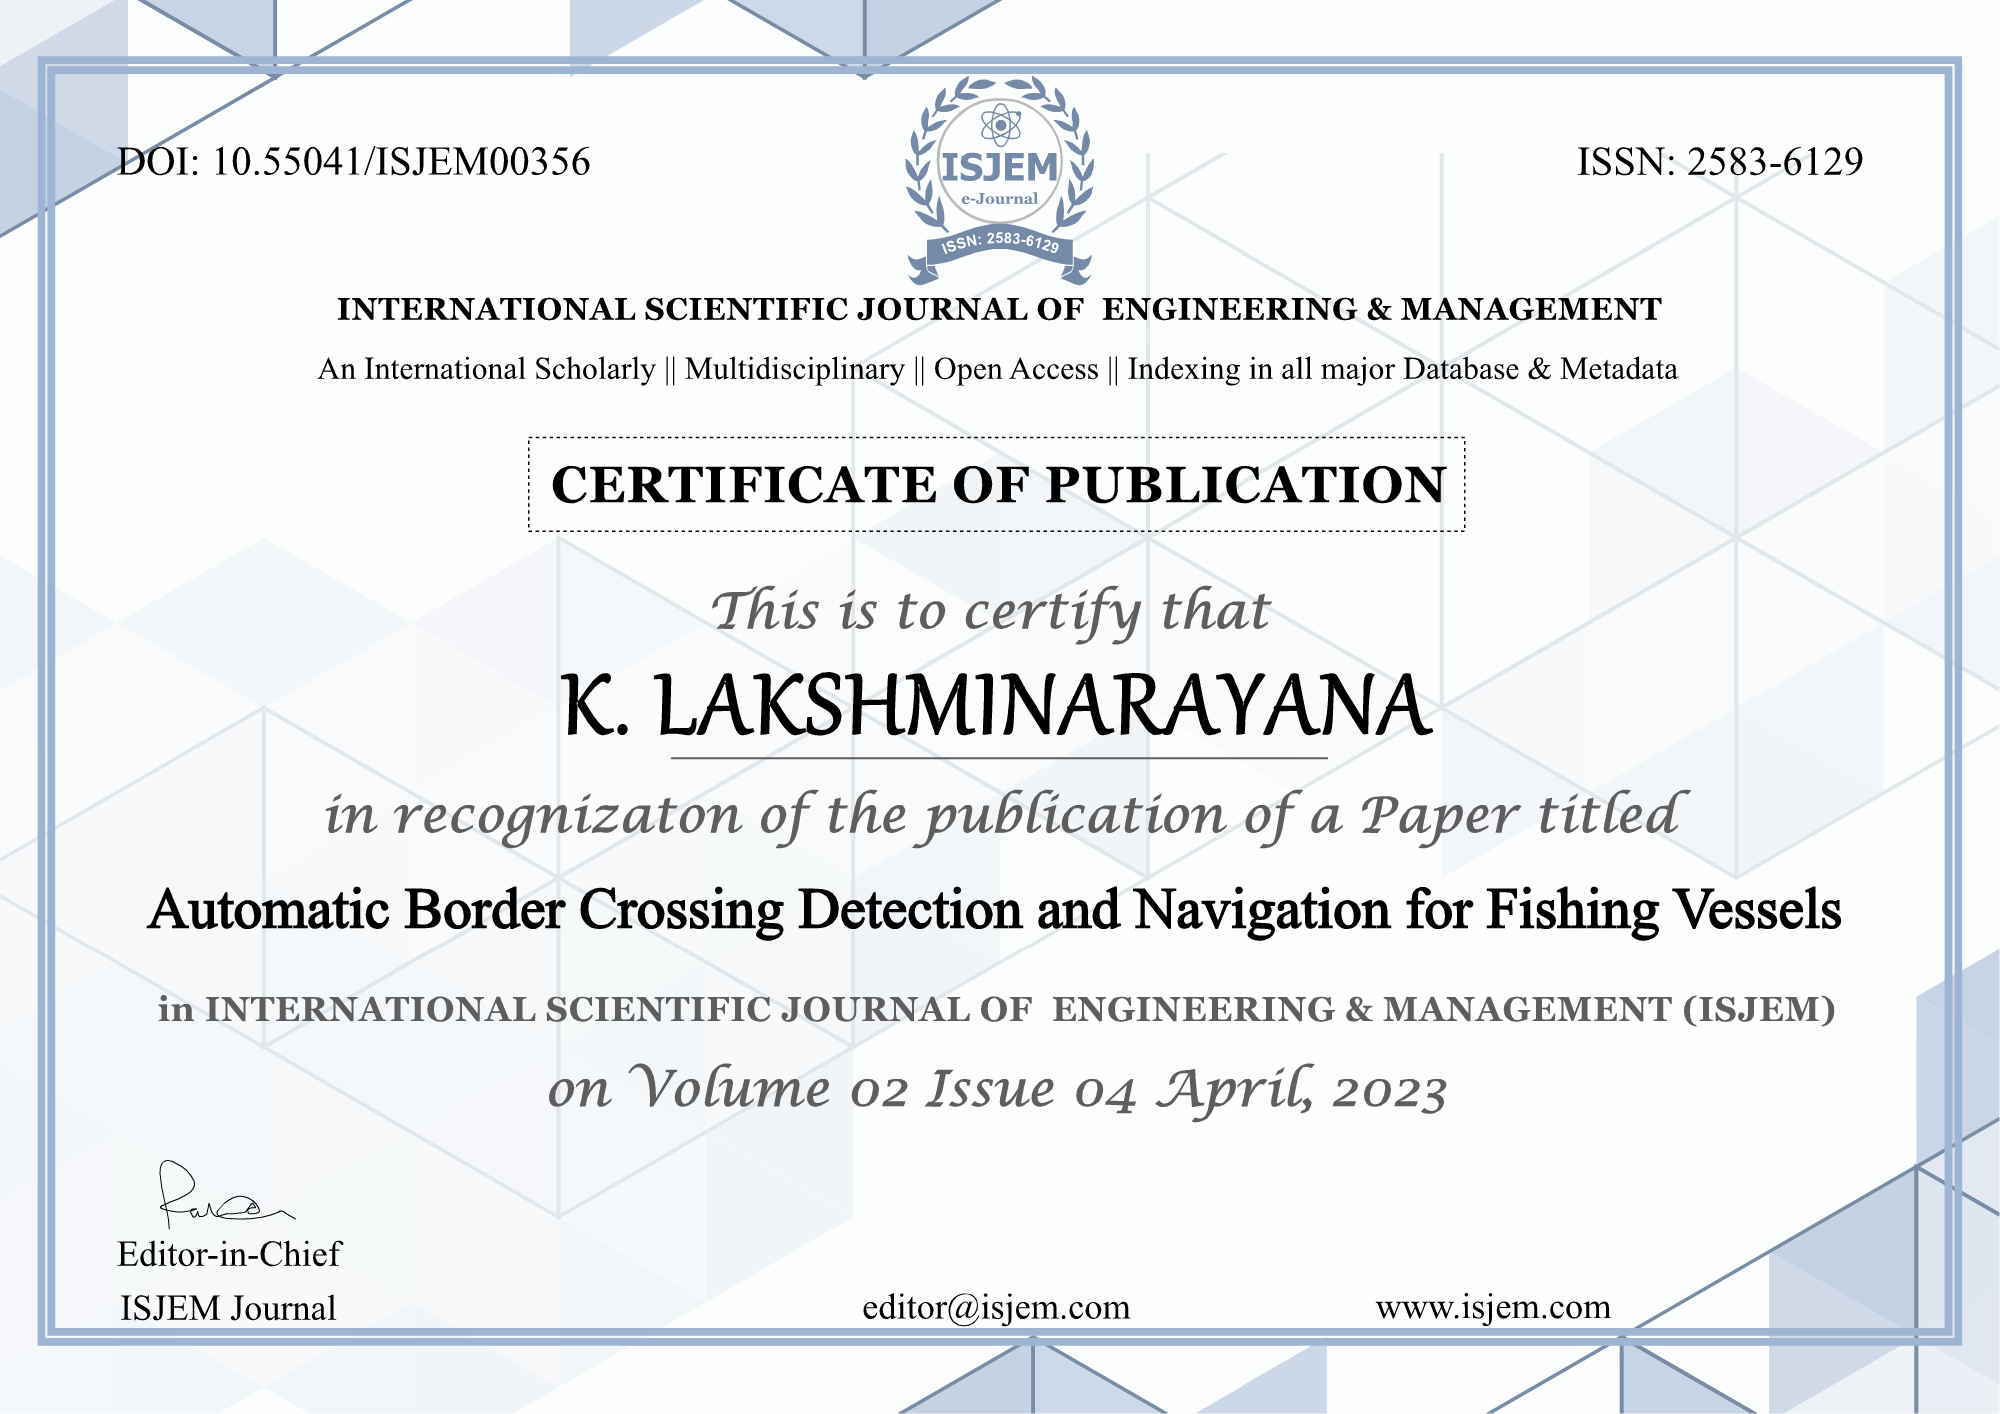 DOI: 10.55041/ISJEM00356
ISJEM
e-Journal
ISSN: 2583-6129
ISSN: 2583-6129
INTERNATIONAL SCIENTIFIC JOURNAL OF ENGINEERING & MANAGEMENT
An International Scholarly || Multidisciplinary || Open Access || Indexing in all major Database & Metadata
CERTIFICATE OF PUBLICATION
This is to certify that
K. LAKSHMINARAYANA
in recognizaton of the publication of a Paper titled
Automatic Border Crossing Detection and Navigation for Fishing Vessels
in INTERNATIONAL SCIENTIFIC JOURNAL OF ENGINEERING & MANAGEMENT (ISJEM)
on Volume 02 Issue 04 April, 2023
Editor-in-Chief
ISJEM Journal
editor@isjem.com
www.isjem.com